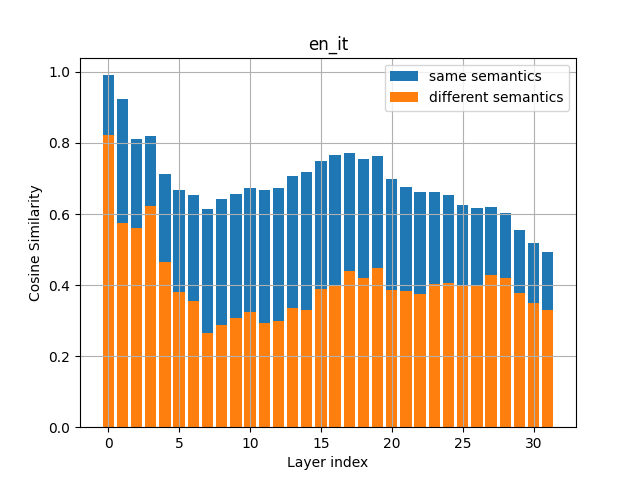 en_it
same semantics
different semantics
1.0
0.8
0.6
0.4
0.2
0.0
Cosine Similarity
0 5 10 15 20 25 30
Layer index